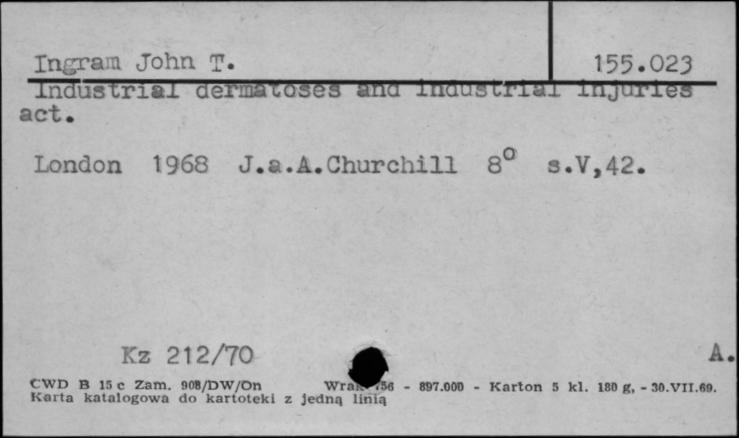 Ingram John T. 155.023
Industrial dermatoses and industrial injuries
act.
London 1968 J.a.A.Churchill 8° s.V,42.
Kz 212/70 A.
CWD B 15 c Zam. 908/DW/On - 897.000 - Karton 5 kl. 180 g, - 30.VII.69.
Karta katalogowa do kartoteki z jedną linią